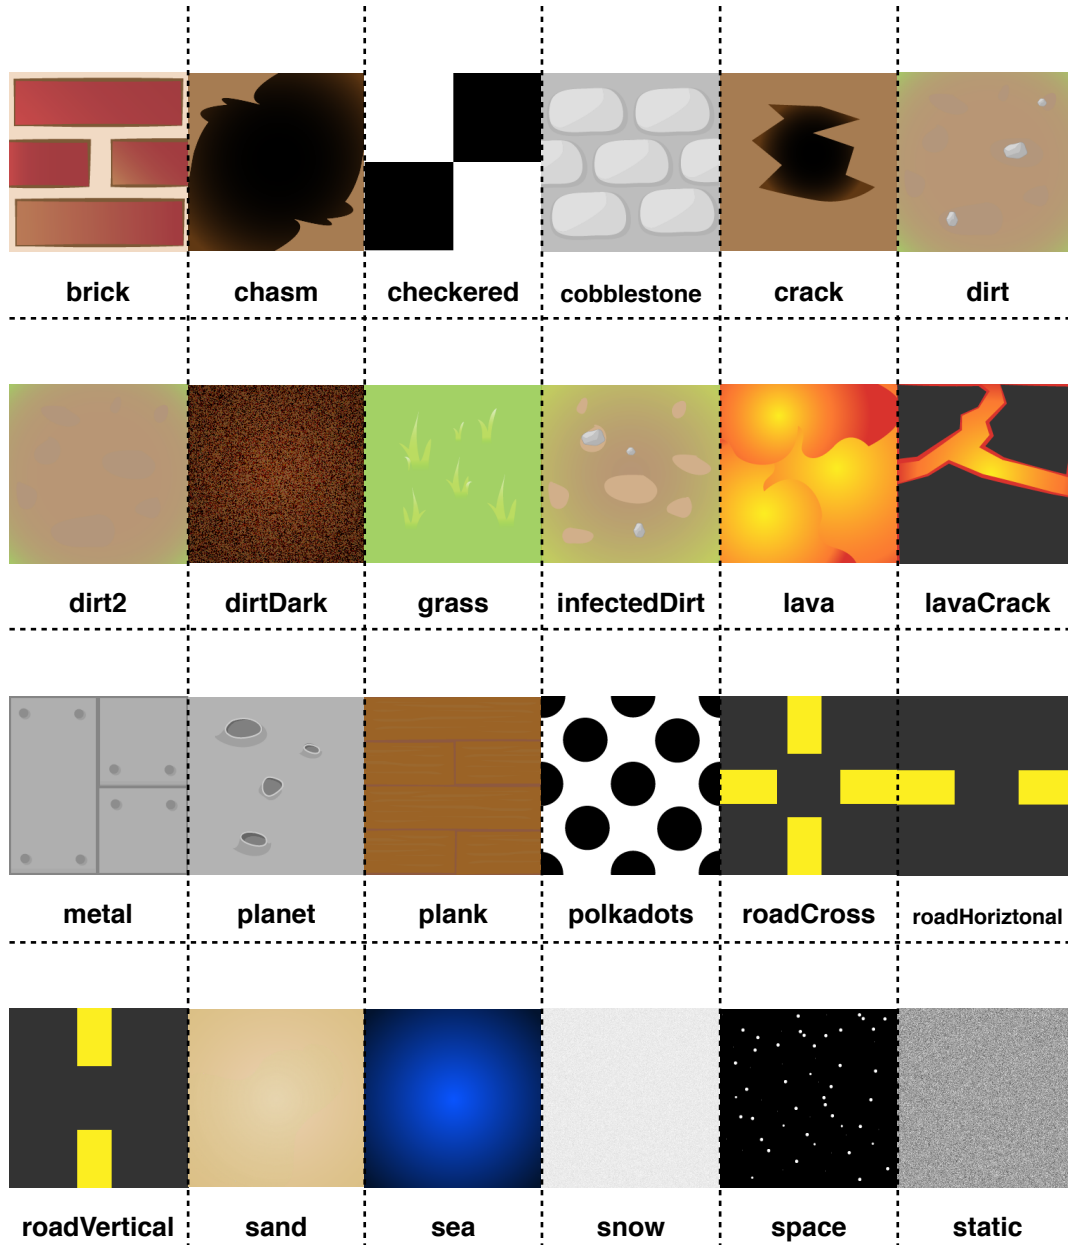 brick
chasm
checkered
cobblestone
crack
dirt
dirt2
dirtDark
grass
infectedDirt
lava
lavaCrack
metal
planet
plank
polkadots
roadCross
roadHoriztonal
roadVertical
sand
sea
snow
space
static